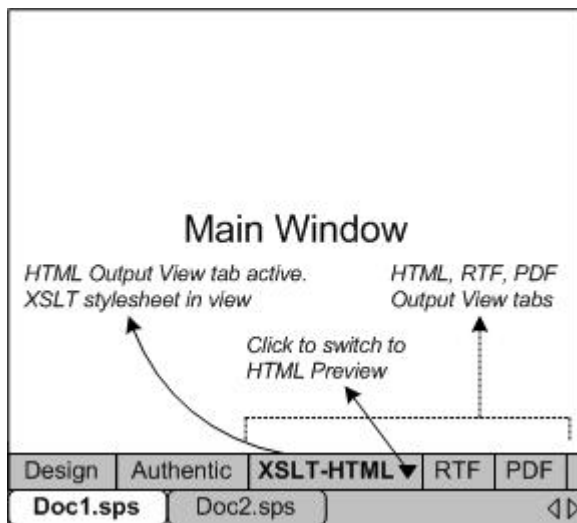 Main Window
HTML Output View tab active.
XSLT stylesheet in view
HTML, RTF, PDF
Output View tabs
Click to switch to
HTML Preview
Design Authentic XSLT-HTML RTF PDF
Doc1.sps Doc2.sps